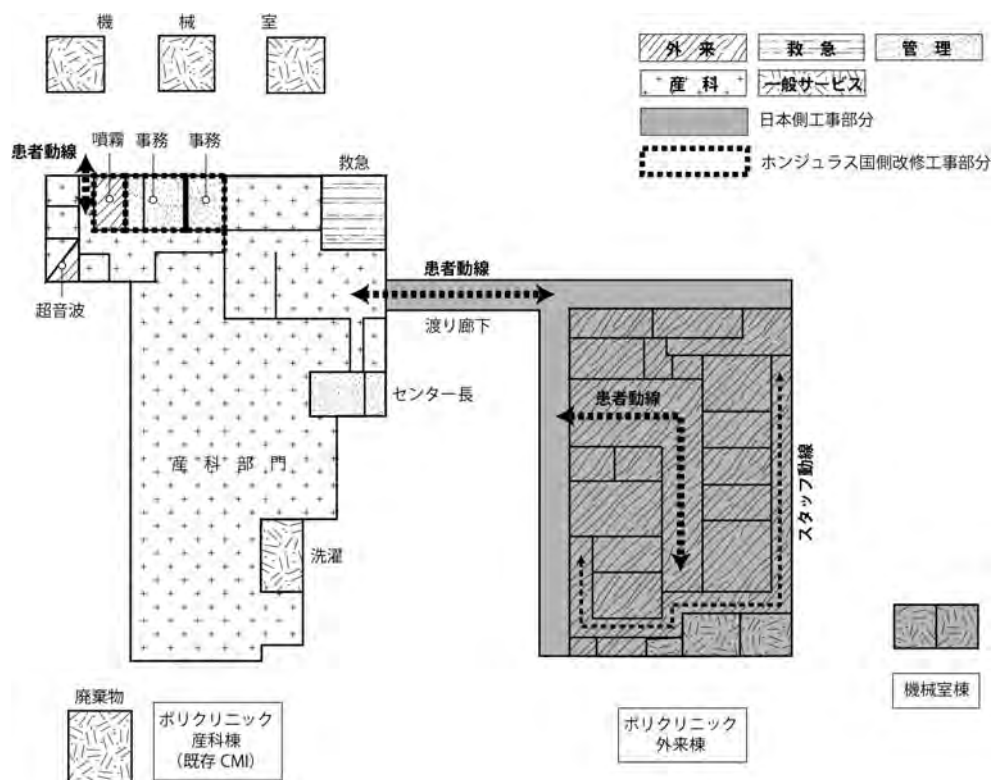 機 械 室
外 来
救 急
管 理
産 科
一般サービス
日本側工事部分
ホンジュラス国側改修工事部分
患者動線
噴霧
事務
事務
救急
超音波
患者動線
渡り廊下
センター長
患者動線
スタッフ動線
産 科 部 門
洗濯
廃棄物
ポリクリニック
産科棟
（既存 CMI）
ポリクリニック
外来棟
機械室棟